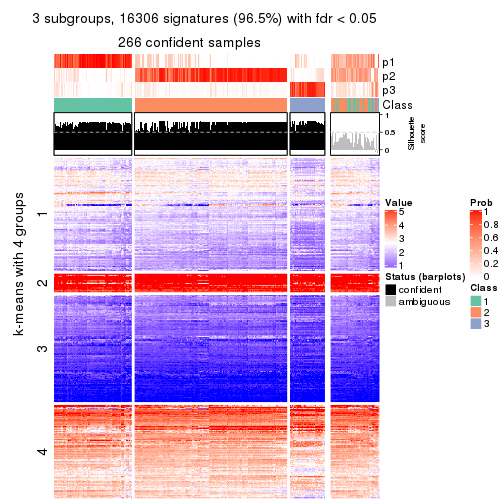 3 subgroups, 16306 signatures (96.5%) with fdr < 0.05
266 confident samples
p1
p2
p3
Class
1
0.5
0
Silhouette
score
k-means with 4 groups
1
2
3
4
Value
5
4
3
2
1
Prob
1
0.8
0.6
0.4
0.2
0
Status (barplots)
confident
ambiguous
Class
1
2
3